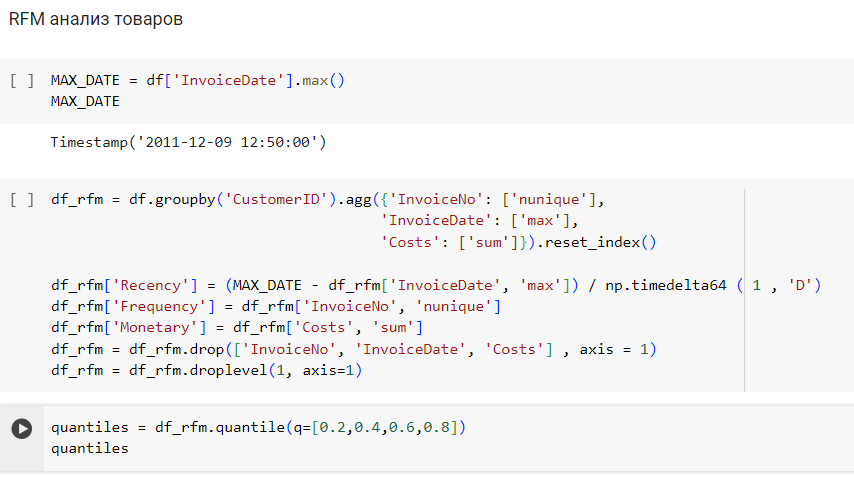 RFM анализ товаров
[ ] MAX_DATE = df['InvoiceDate'].max()
MAX_DATE
Timestamp('2011-12-09 12:50:00')
[ ] df_rfm = df.groupby('CustomerID').agg({'InvoiceNo': ['nunique'],
'InvoiceDate': ['max'],
'Costs': ['sum']}).reset_index()
df_rfm['Recency'] = (MAX_DATE - df_rfm['InvoiceDate', 'max']) / np.timedelta64 ( 1 , 'D')
df_rfm['Frequency'] = df_rfm['InvoiceNo', 'nunique']
df_rfm['Monetary'] = df_rfm['Costs', 'sum']
df_rfm = df_rfm.drop(['InvoiceNo', 'InvoiceDate', 'Costs'] , axis = 1)
df_rfm = df_rfm.droplevel(1, axis=1)
quantiles = df_rfm.quantile(q=[0.2,0.4,0.6,0.8])
quantiles